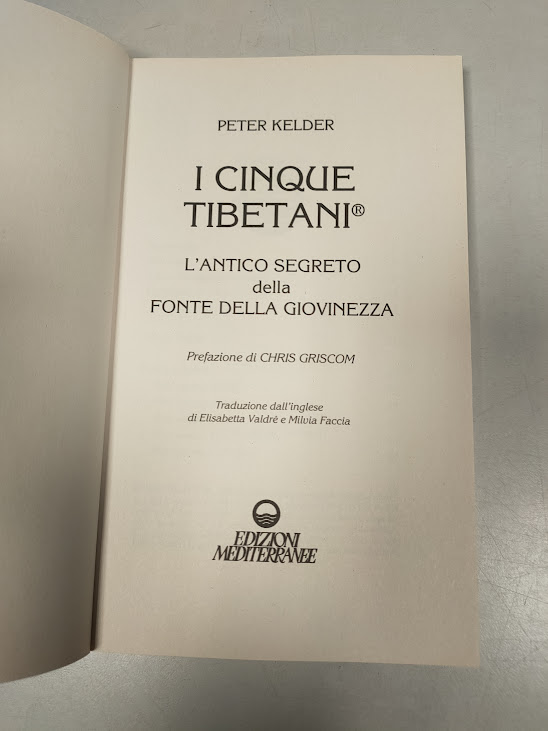 PETER KELDER
I CINQUE
TIBETANI®
L'ANTICO SEGRETO
della
FONTE DELLA GIOVINEZZA
Prefazione di CHRIS GRISCOM
Traduzione dall'inglese
di Elisabetta Valdré e Milvia Faccia
EDIZIONI
MEDITERRANEE